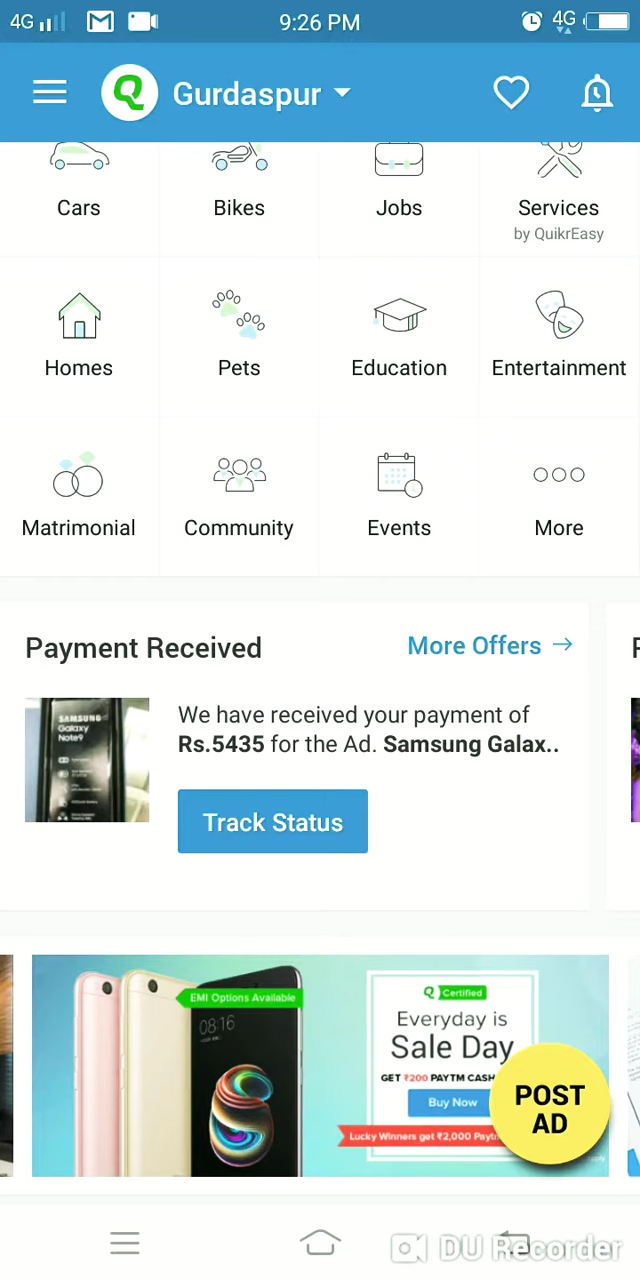 4G 9:26 PM 4G
Q Gurdaspur
Cars Bikes Jobs Services
by QuikrEasy
Homes Pets Education Entertainment
Matrimonial Community Events More
Payment Received More Offers →
SAMSUNG
Galaxy
Note9
We have received your payment of
Rs.5435 for the Ad. Samsung Galax..
Track Status
EMI Options Available
08:16
Q Certified
Everyday is
Sale Day
GET ₹200 PAYTM CASH
Buy Now
Lucky Winners get ₹2,000 Paytm
POST
AD
DU Recorder